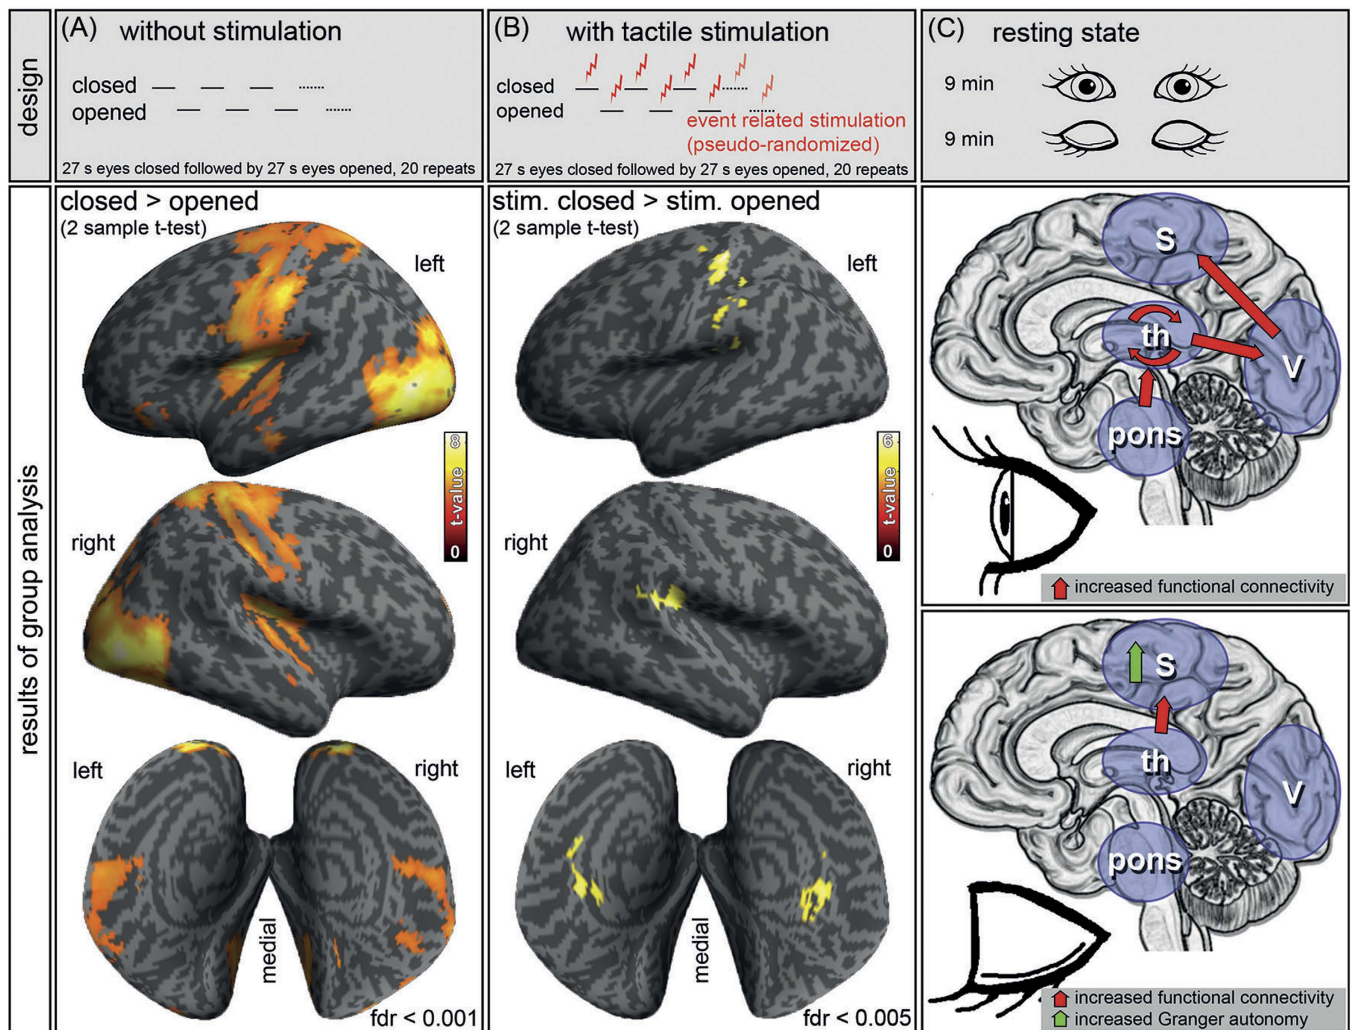 design
(A) without stimulation
closed
opened
27 s eyes closed followed by 27 s eyes opened, 20 repeats
(B) with tactile stimulation
closed
opened
event related stimulation
(pseudo-randomized)
27 s eyes closed followed by 27 s eyes opened, 20 repeats
(C) resting state
9 min
9 min
results of group analysis
closed > opened
(2 sample t-test)
left
8
t-value
0
right
left
right
medial
fdr < 0.001
stim. closed > stim. opened
(2 sample t-test)
left
6
t-value
0
right
left
right
medial
fdr < 0.005
S
th
V
pons
increased functional connectivity
S
th
V
pons
increased functional connectivity
increased Granger autonomy